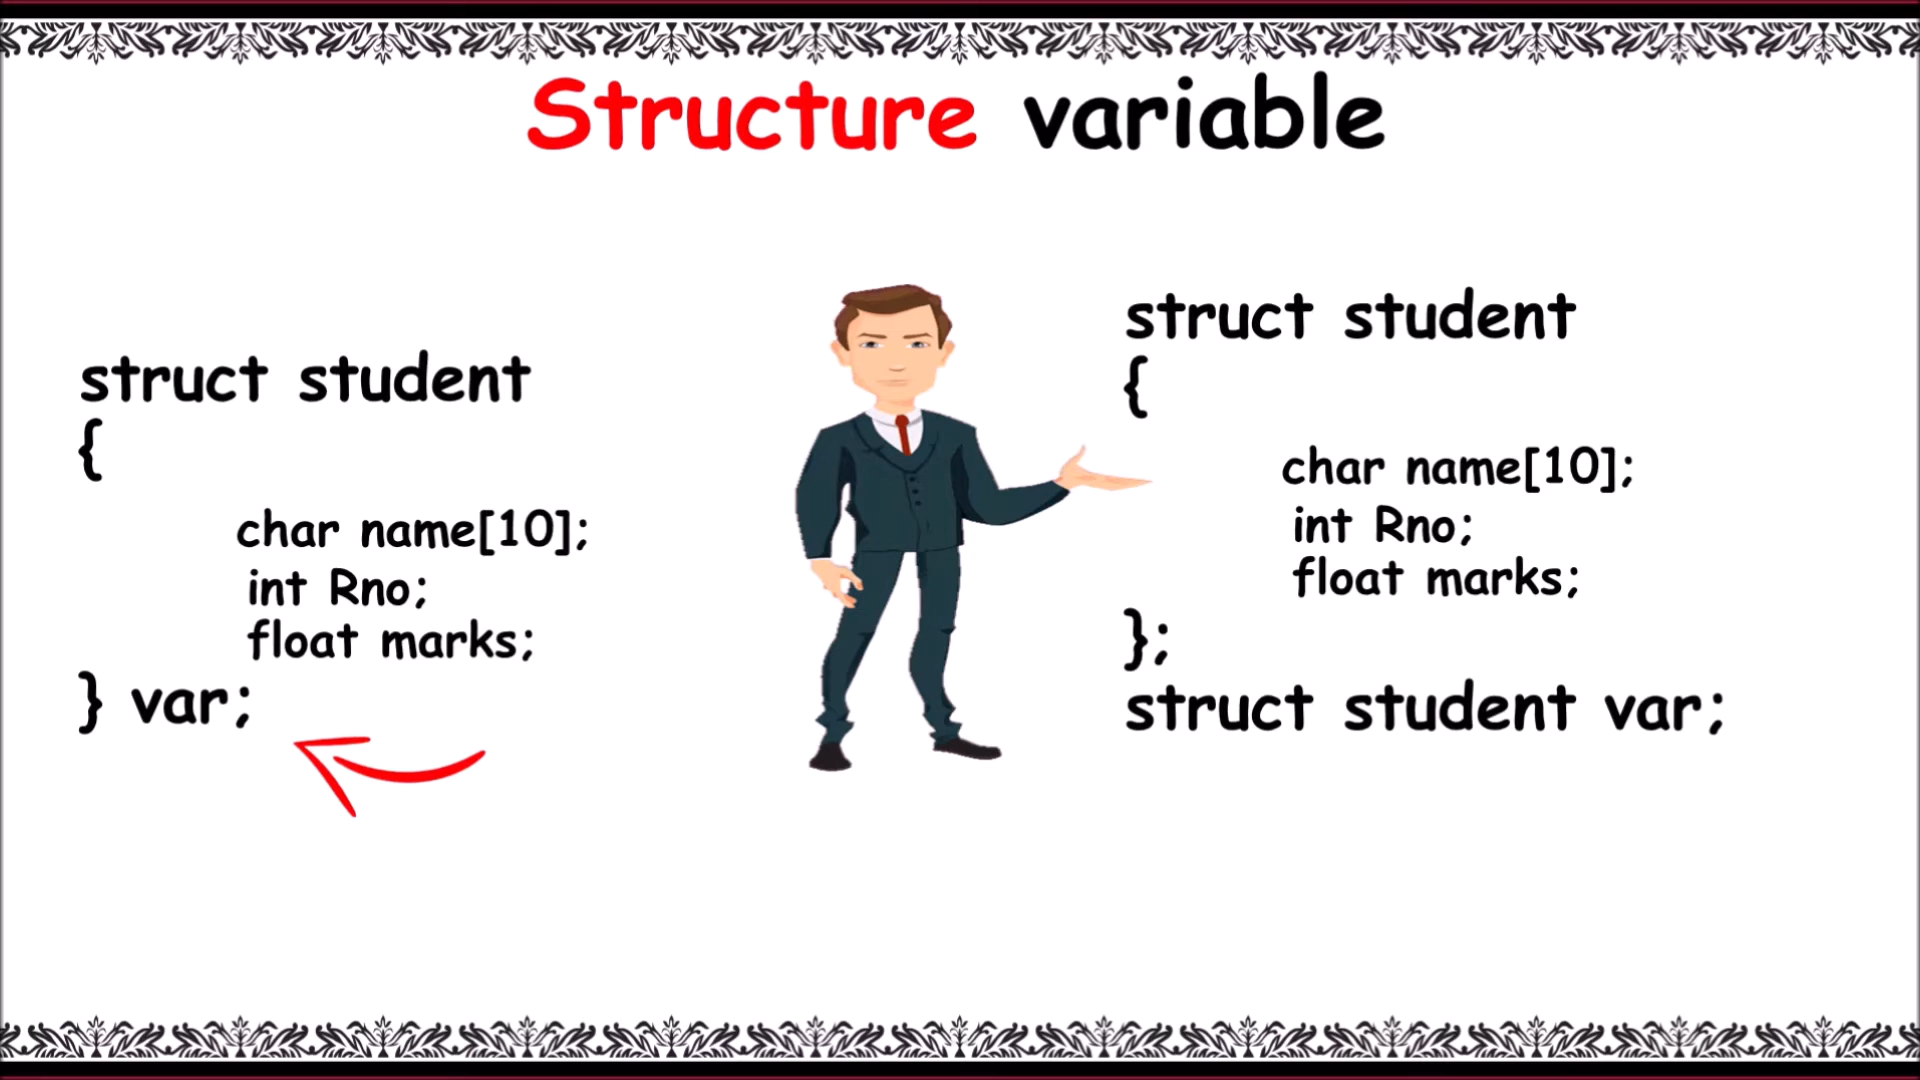 Structure variable
struct student
{
char name[10];
int Rno;
float marks;
} var;
struct student
{
char name[10];
int Rno;
float marks;
};
struct student var;